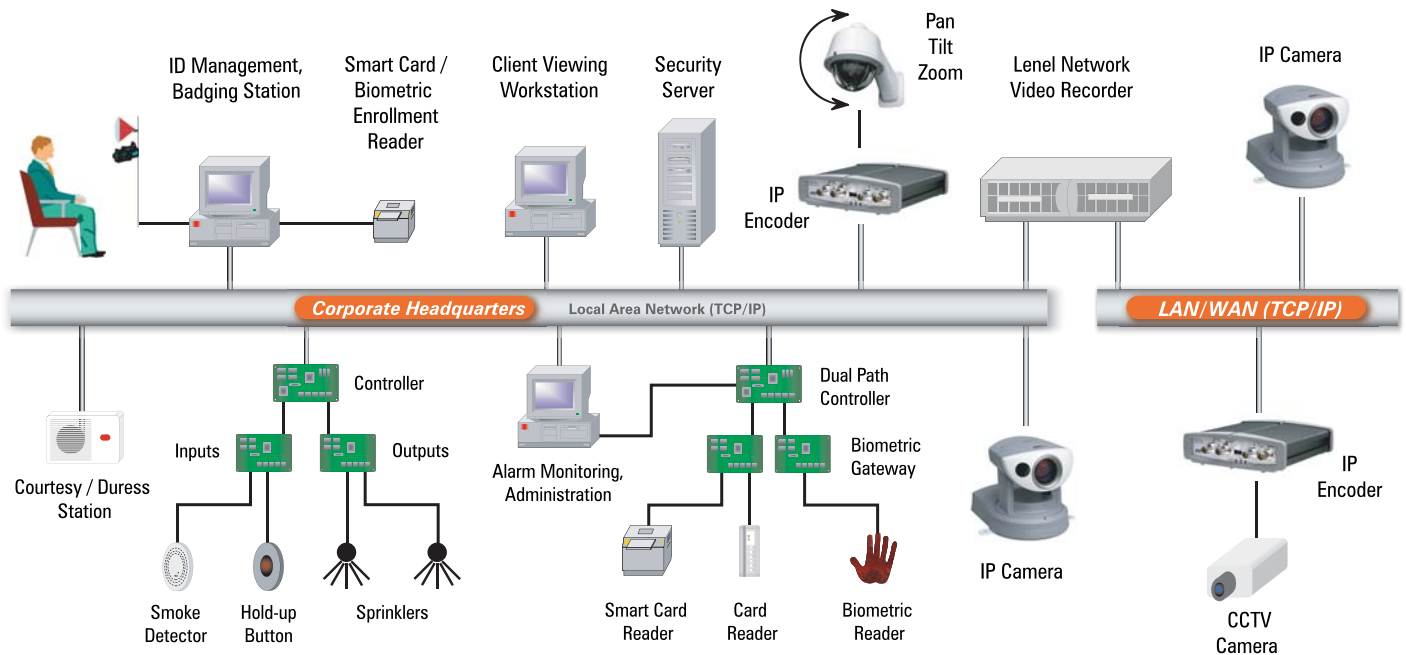 ID Management,
Badging Station
Smart Card /
Biometric
Enrollment
Reader
Client Viewing
Workstation
Security
Server
Pan
Tilt
Zoom
IP
Encoder
Lenel Network
Video Recorder
IP Camera
Corporate Headquarters
Local Area Network (TCP/IP)
LAN/WAN (TCP/IP)
Courtesy / Duress
Station
Controller
Inputs
Outputs
Smoke
Detector
Hold-up
Button
Sprinklers
Alarm Monitoring,
Administration
Dual Path
Controller
Biometric
Gateway
Smart Card
Reader
Card
Reader
Biometric
Reader
IP Camera
IP
Encoder
CCTV
Camera